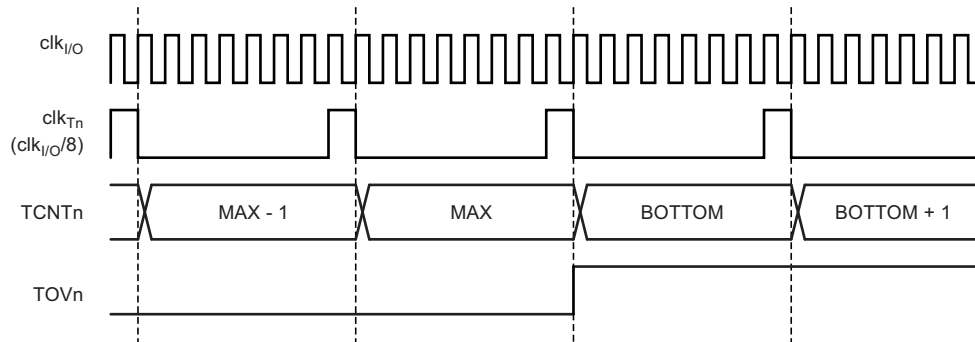 clkI/O
clkTn
(clkI/O/8)
TCNTn MAX - 1 MAX BOTTOM BOTTOM + 1
TOVn